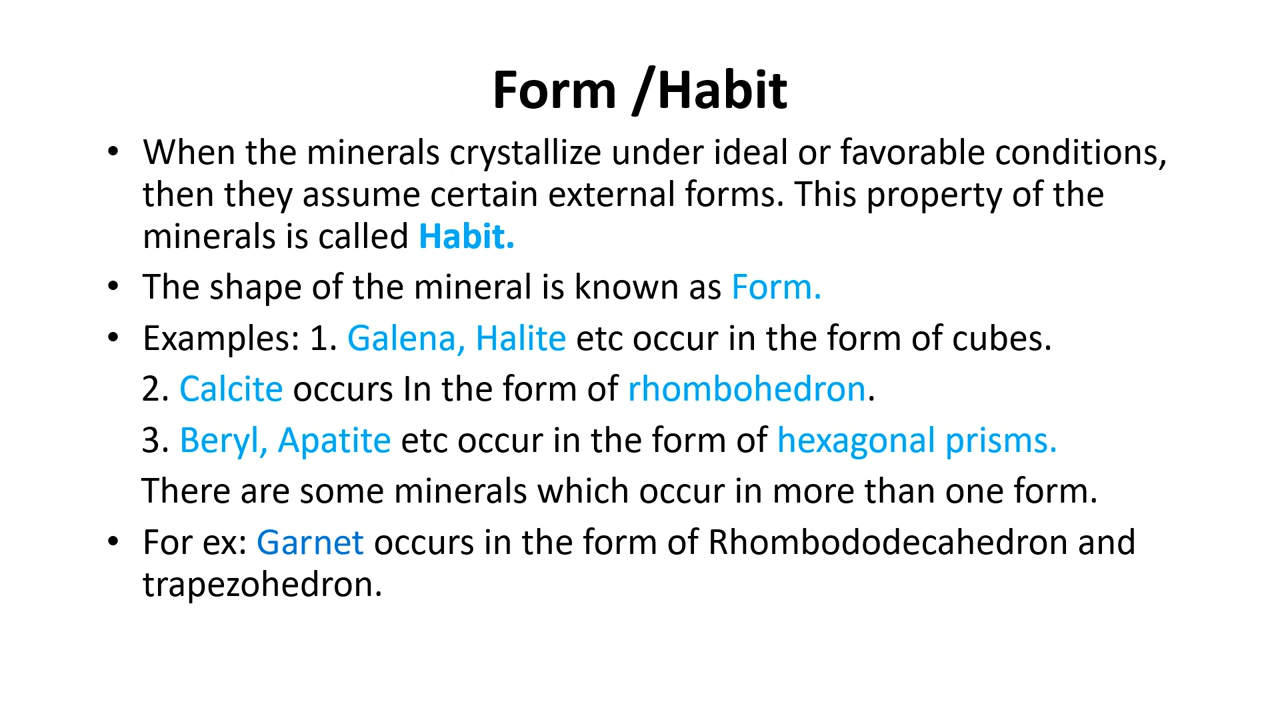 Form /Habit
• When the minerals crystallize under ideal or favorable conditions,
then they assume certain external forms. This property of the
minerals is called Habit.
• The shape of the mineral is known as Form.
• Examples: 1. Galena, Halite etc occur in the form of cubes.
2. Calcite occurs In the form of rhombohedron.
3. Beryl, Apatite etc occur in the form of hexagonal prisms.
There are some minerals which occur in more than one form.
• For ex: Garnet occurs in the form of Rhombododecahedron and
trapezohedron.